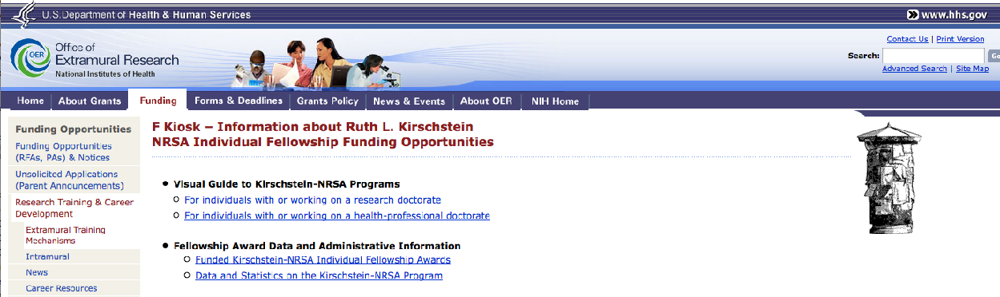 U.S. Department of Health & Human Services
www.hhs.gov
OER
Office of
Extramural Research
National Institutes of Health
Contact Us | Print Version
Search:
Go
Advanced Search | Site Map
Home
About Grants
Funding
Forms & Deadlines
Grants Policy
News & Events
About OER
NIH Home
Funding Opportunities
Funding Opportunities
(RFAs, PAs) & Notices
Unsolicited Applications
(Parent Announcements)
Research Training & Career
Development
Extramural Training
Mechanisms
Intramural
News
Career Resources
F Kiosk – Information about Ruth L. Kirschstein
NRSA Individual Fellowship Funding Opportunities
Visual Guide to Kirschstein-NRSA Programs
For individuals with or working on a research doctorate
For individuals with or working on a health-professional doctorate
Fellowship Award Data and Administrative Information
Funded Kirschstein-NRSA Individual Fellowship Awards
Data and Statistics on the Kirschstein-NRSA Program